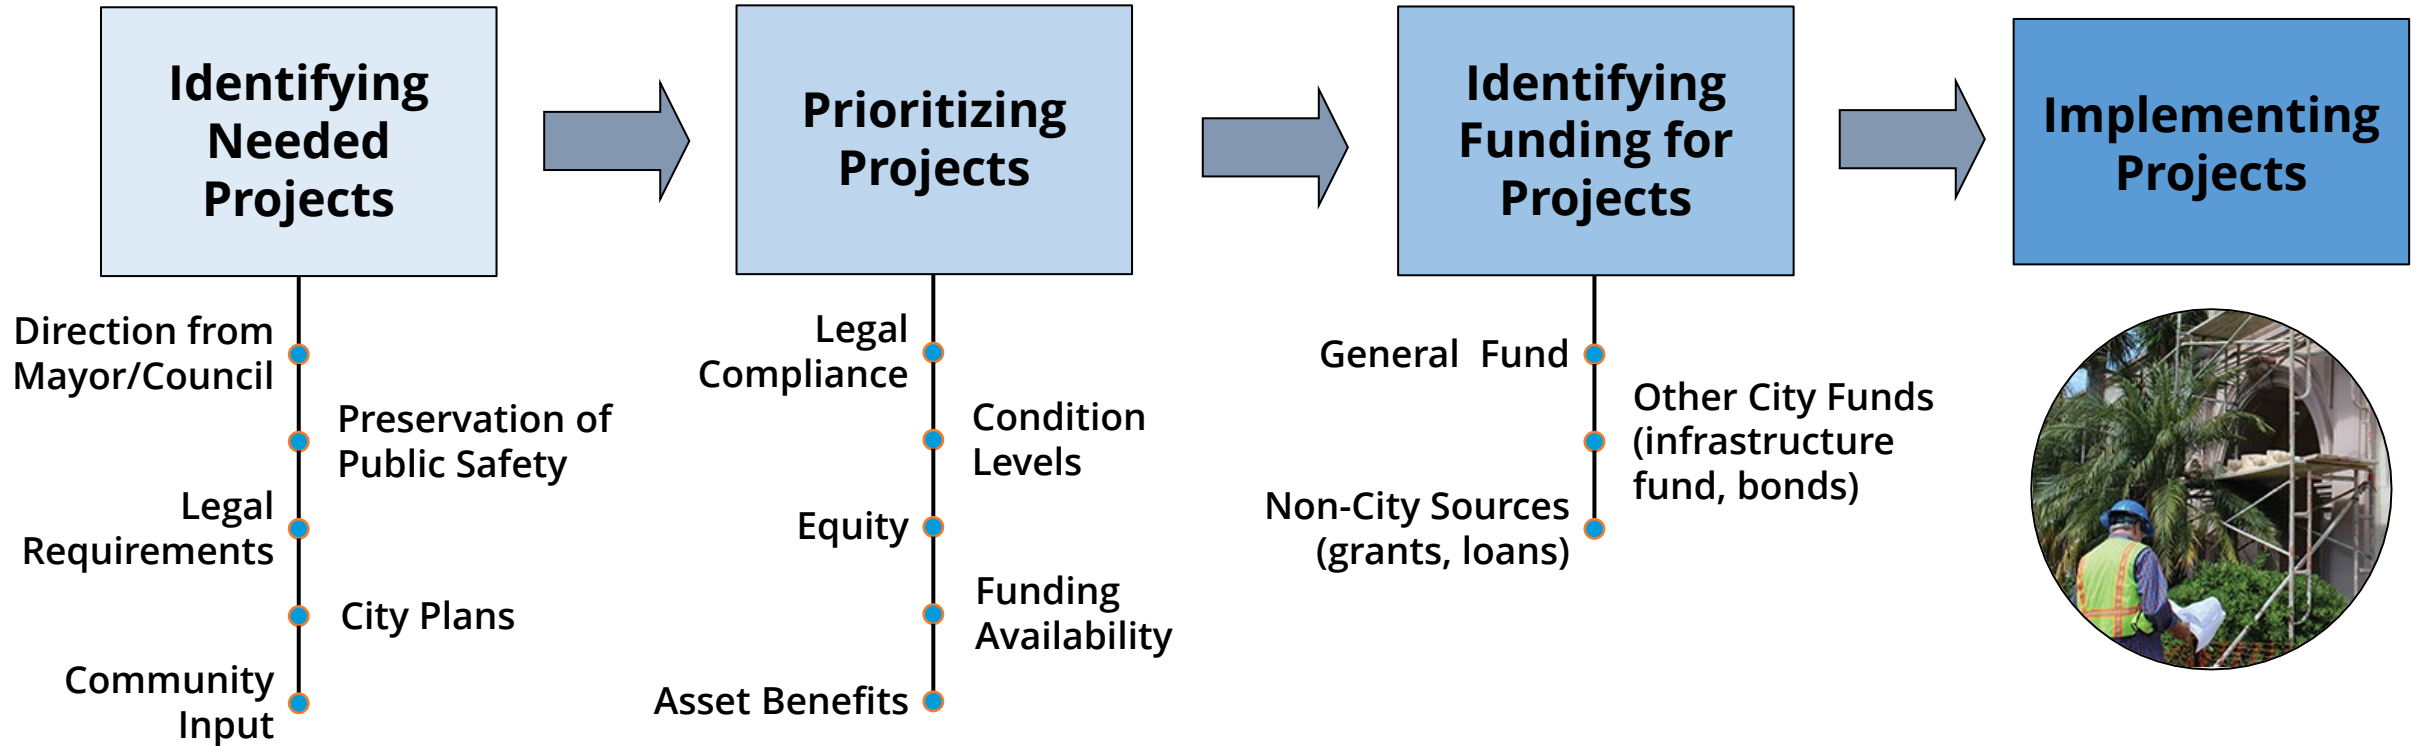 Identifying
Needed
Projects
Direction from
Mayor/Council
Preservation of
Public Safety
Legal
Requirements
City Plans
Community
Input
Prioritizing
Projects
Legal
Compliance
Condition
Levels
Equity
Funding
Availability
Asset Benefits
Identifying
Funding for
Projects
General Fund
Other City Funds
(infrastructure
fund, bonds)
Non-City Sources
(grants, loans)
Implementing
Projects